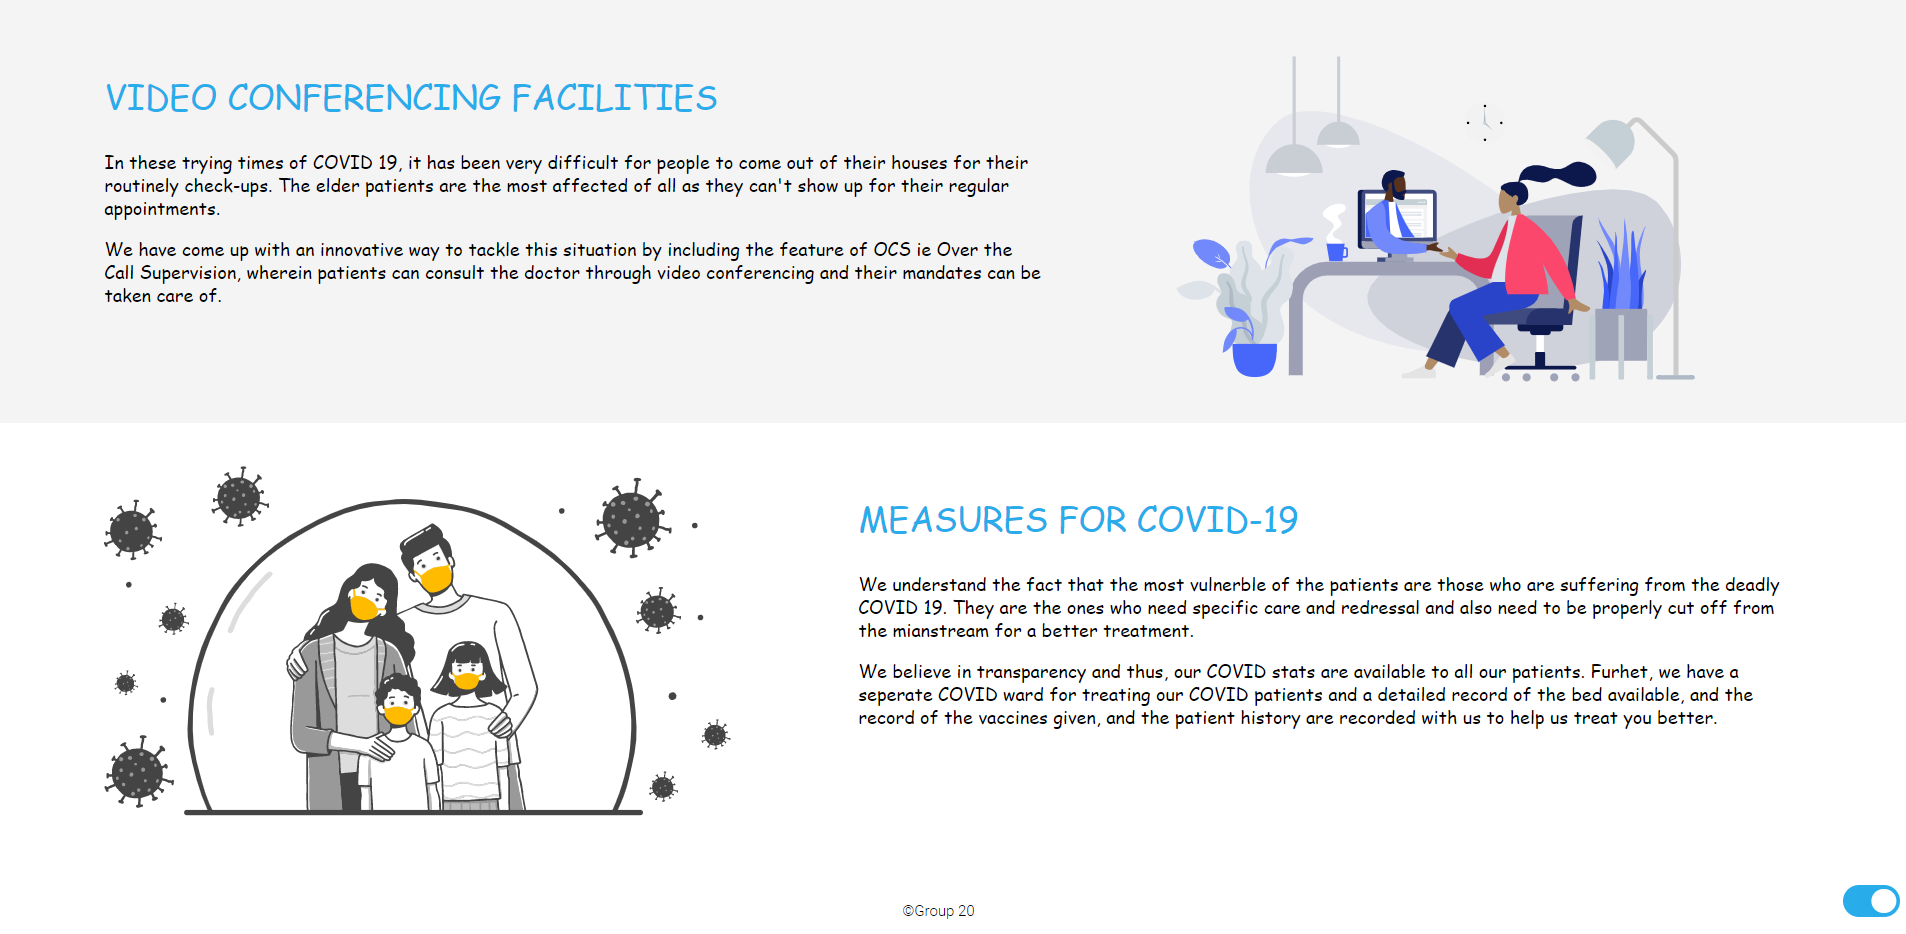 VIDEO CONFERENCING FACILITIES
In these trying times of COVID 19, it has been very difficult for people to come out of their houses for their
routinely check-ups. The elder patients are the most affected of all as they can't show up for their regular
appointments.
We have come up with an innovative way to tackle this situation by including the feature of OCS ie Over the
Call Supervision, wherein patients can consult the doctor through video conferencing and their mandates can be
taken care of.
MEASURES FOR COVID-19
We understand the fact that the most vulnerble of the patients are those who are suffering from the deadly
COVID 19. They are the ones who need specific care and redressal and also need to be properly cut off from
the mianstream for a better treatment.
We believe in transparency and thus, our COVID stats are available to all our patients. Furhet, we have a
seperate COVID ward for treating our COVID patients and a detailed record of the bed available, and the
record of the vaccines given, and the patient history are recorded with us to help us treat you better.
©Group 20